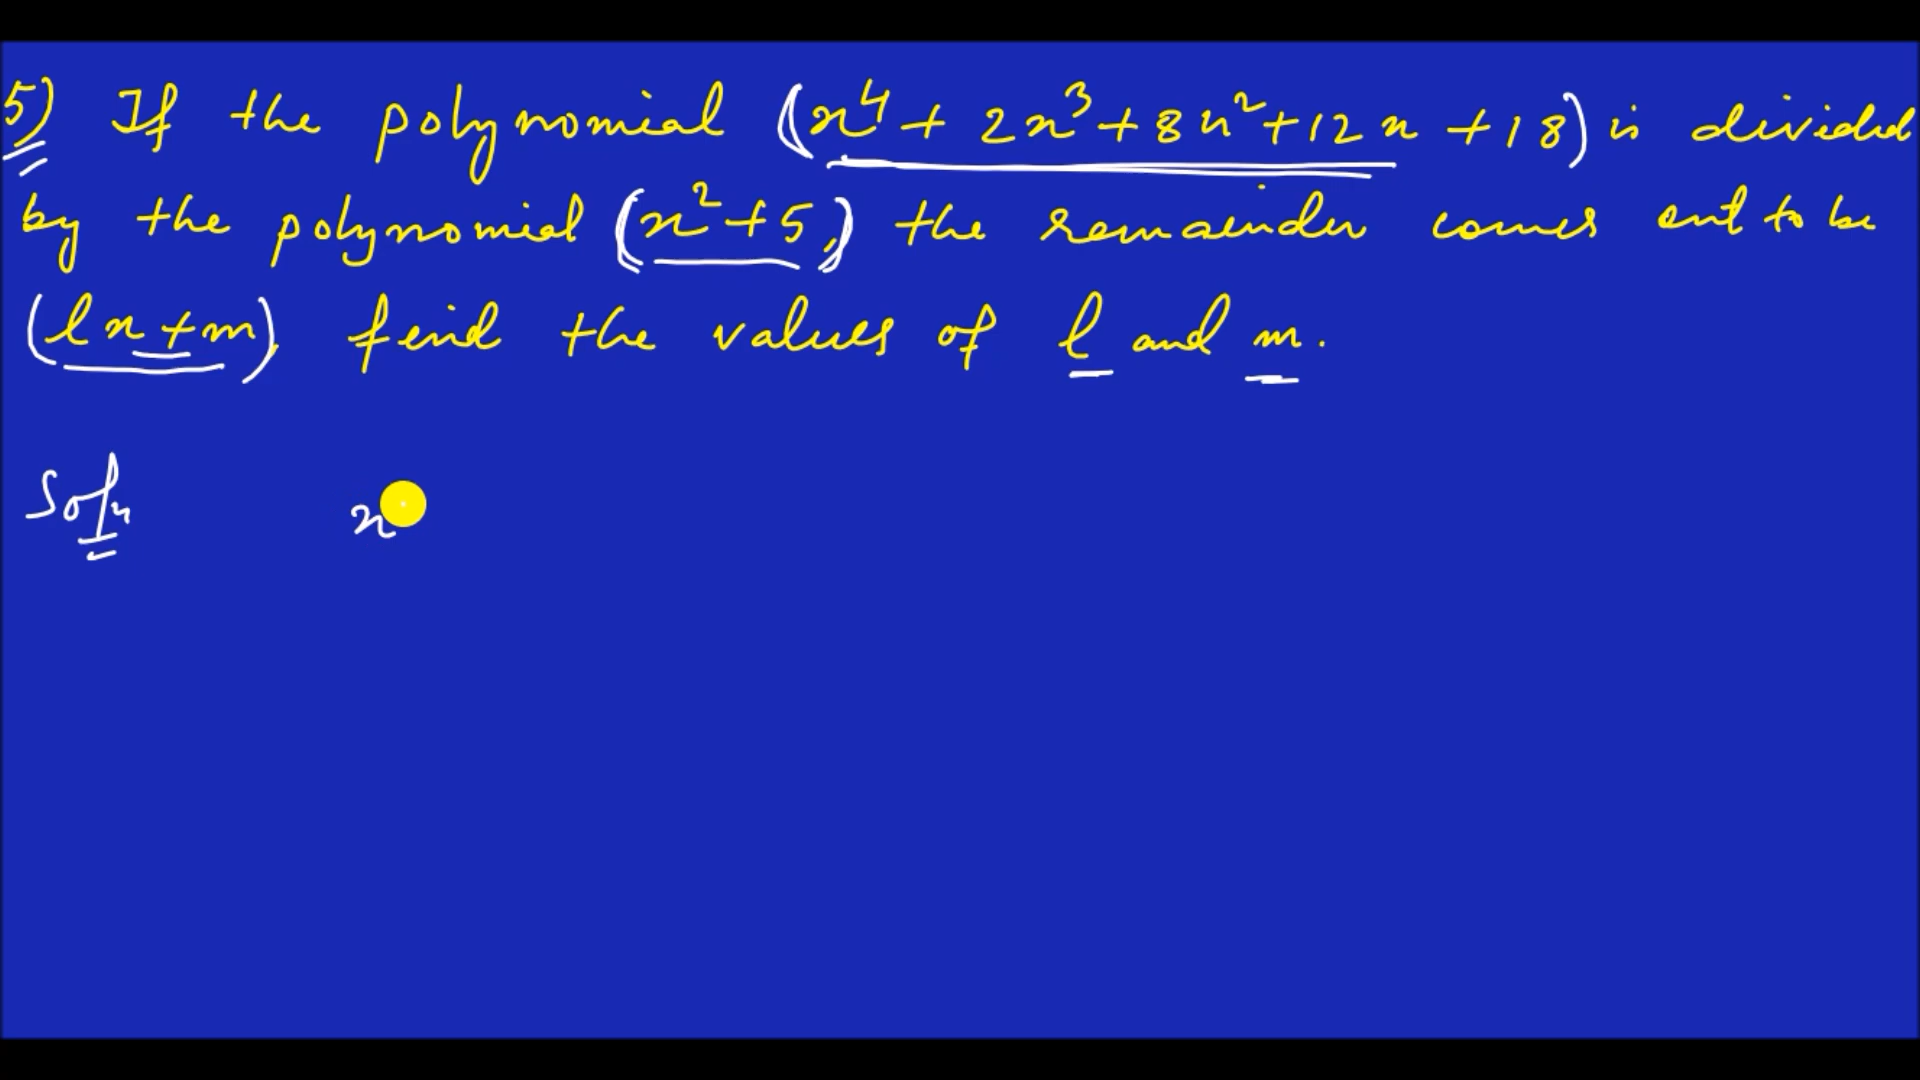 5) If the polynomial (x⁴ + 2x³ + 8x² + 12x + 18) is divided
by the polynomial (x² + 5,) the remainder comes out to be
(lx + m), find the values of l and m.
Soln x